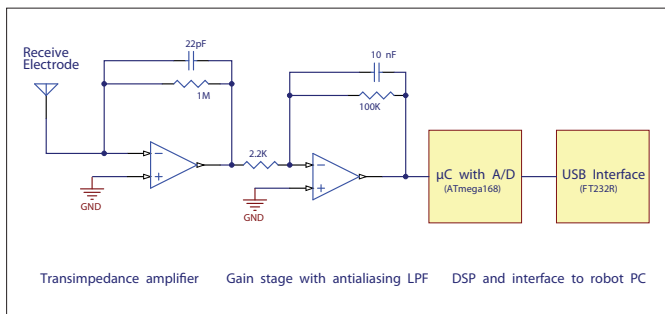 Receive
Electrode
22pF
1M
GND
2.2K
10 nF
100K
GND
µC with A/D
(ATmega168)
USB Interface
(FT232R)
Transimpedance amplifier
Gain stage with antialiasing LPF
DSP and interface to robot PC